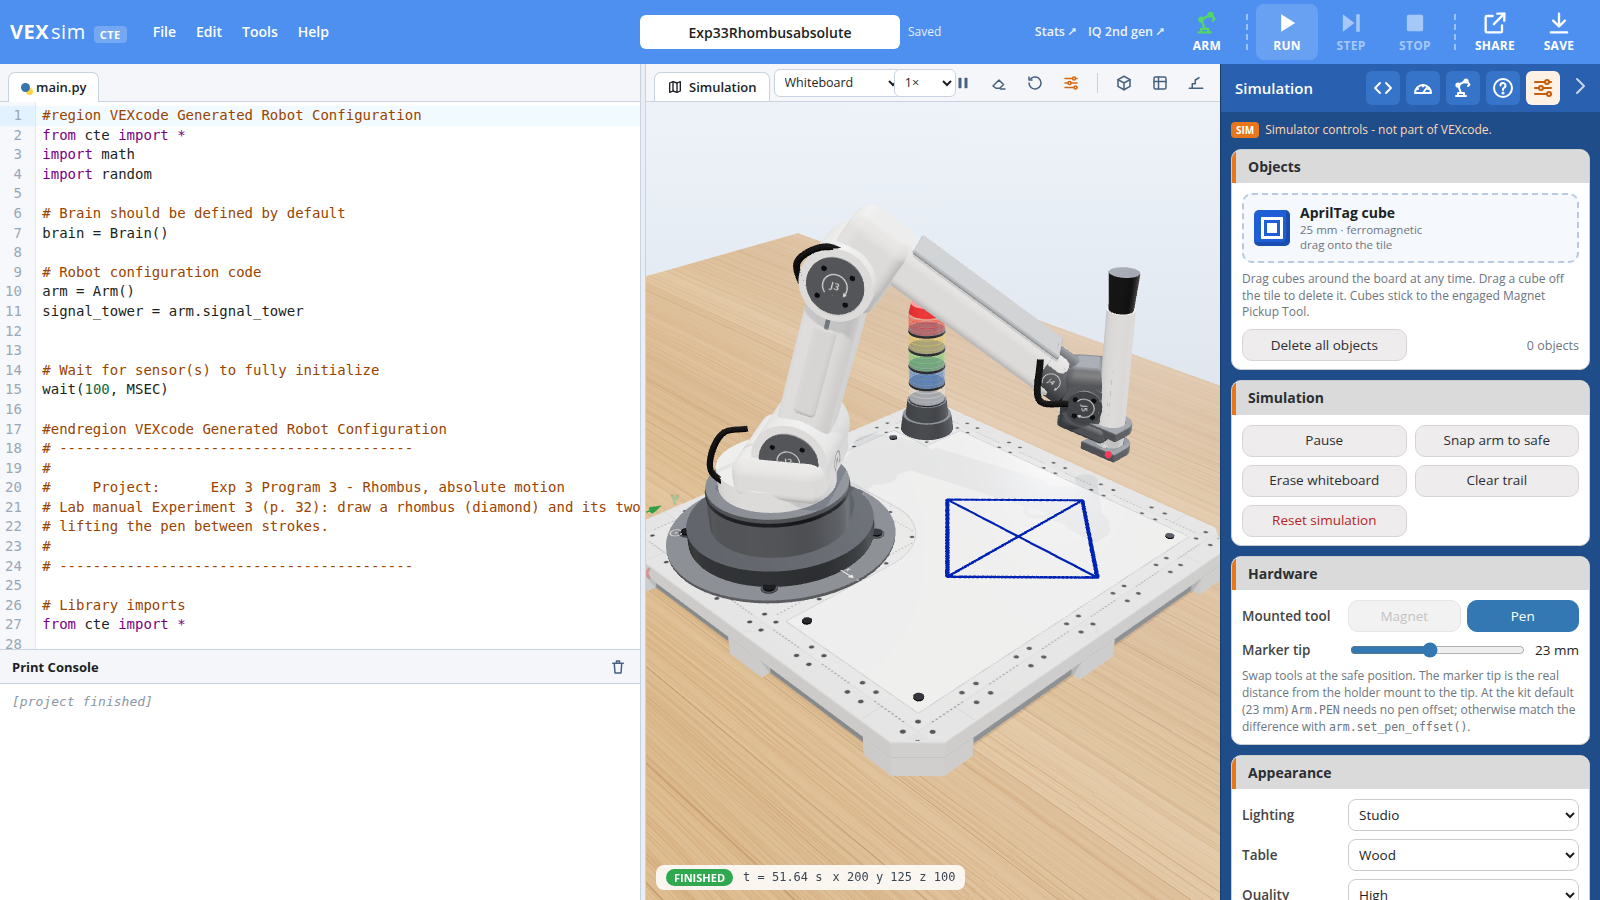 VEXsim CTE File Edit Tools Help
Exp33Rhombusabsolute Saved
Stats ↗ IQ 2nd gen ↗ ARM RUN STEP STOP SHARE SAVE
main.py
1 #region VEXcode Generated Robot Configuration
2 from cte import *
3 import math
4 import random
5
6 # Brain should be defined by default
7 brain = Brain()
8
9 # Robot configuration code
10 arm = Arm()
11 signal_tower = arm.signal_tower
12
13
14 # Wait for sensor(s) to fully initialize
15 wait(100, MSEC)
16
17 #endregion VEXcode Generated Robot Configuration
18 # -----------------------------------------
19 #
20 #     Project:      Exp 3 Program 3 - Rhombus, absolute motion
21 # Lab manual Experiment 3 (p. 32): draw a rhombus (diamond) and its two
22 # lifting the pen between strokes.
23 #
24 # -----------------------------------------
25
26 # Library imports
27 from cte import *
28
Print Console
[project finished]
Simulation Whiteboard 1×
J3
J4
J5
J2
FINISHED t = 51.64 s x 200 y 125 z 100
Simulation
SIM Simulator controls - not part of VEXcode.
Objects
AprilTag cube
25 mm · ferromagnetic
drag onto the tile
Drag cubes around the board at any time. Drag a cube off
the tile to delete it. Cubes stick to the engaged Magnet
Pickup Tool.
Delete all objects 0 objects
Simulation
Pause Snap arm to safe
Erase whiteboard Clear trail
Reset simulation
Hardware
Mounted tool Magnet Pen
Marker tip 23 mm
Swap tools at the safe position. The marker tip is the real
distance from the holder mount to the tip. At the kit default
(23 mm) Arm.PEN needs no pen offset; otherwise match the
difference with arm.set_pen_offset().
Appearance
Lighting Studio
Table Wood
Quality High